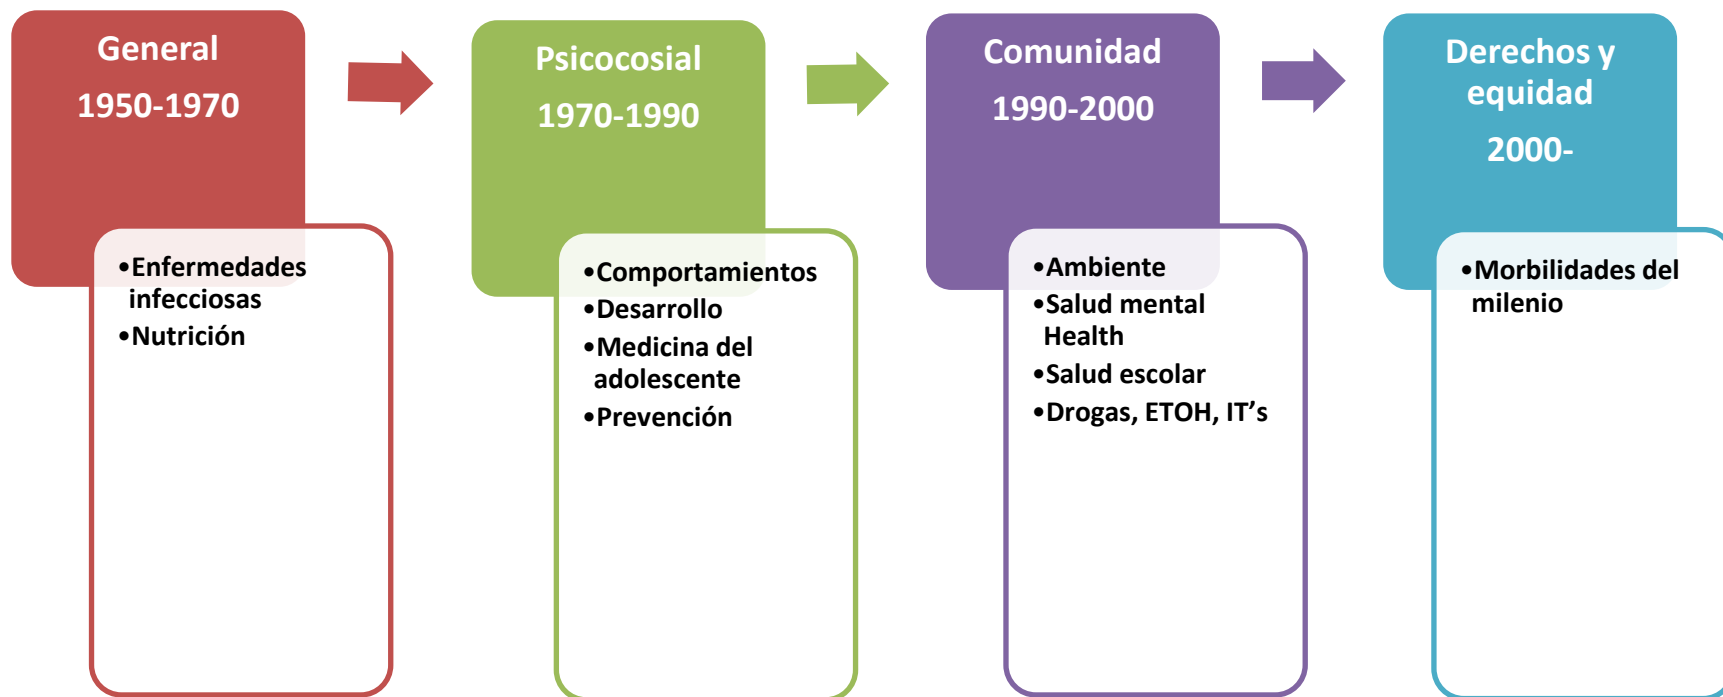 General
1950-1970
•Enfermedades
infecciosas
•Nutrición
Psicocosial
1970-1990
•Comportamientos
•Desarrollo
•Medicina del
adolescente
•Prevención
Comunidad
1990-2000
•Ambiente
•Salud mental
Health
•Salud escolar
•Drogas, ETOH, IT’s
Derechos y
equidad
2000-
•Morbilidades del
milenio